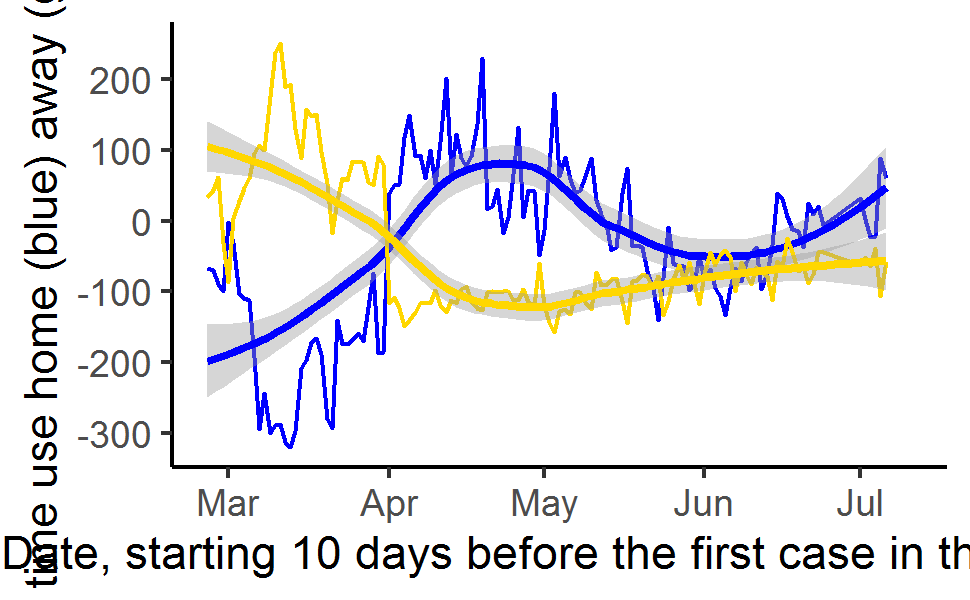 time use home (blue) away (
200
100
0
-100
-200
-300
Mar Apr May Jun Jul
Date, starting 10 days before the first case in th